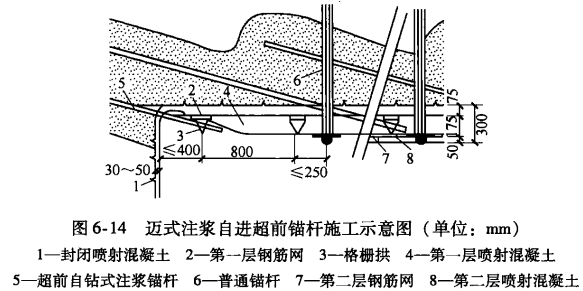 5 2 4 6 75
3 75 300
≤400 800 7 8 50
30~50 ≤250
1
图 6-14 迈式注浆自进超前锚杆施工示意图（单位：mm）
1—封闭喷射混凝土 2—第一层钢筋网 3—格栅拱 4—第一层喷射混凝土
5—超前自钻式注浆锚杆 6—普通锚杆 7—第二层钢筋网 8—第二层喷射混凝土